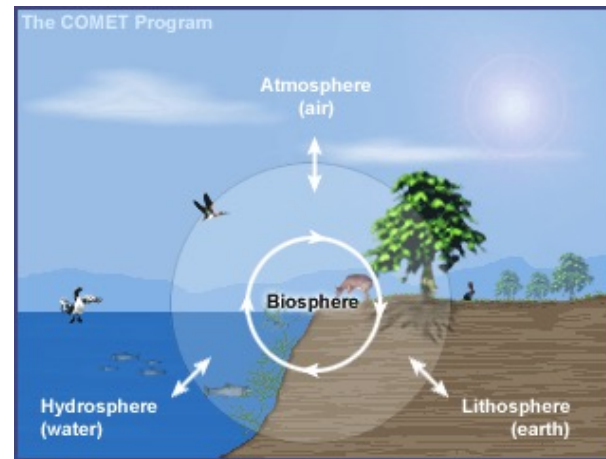 The COMET Program
Atmosphere
(air)
Biosphere
Hydrosphere
(water)
Lithosphere
(earth)